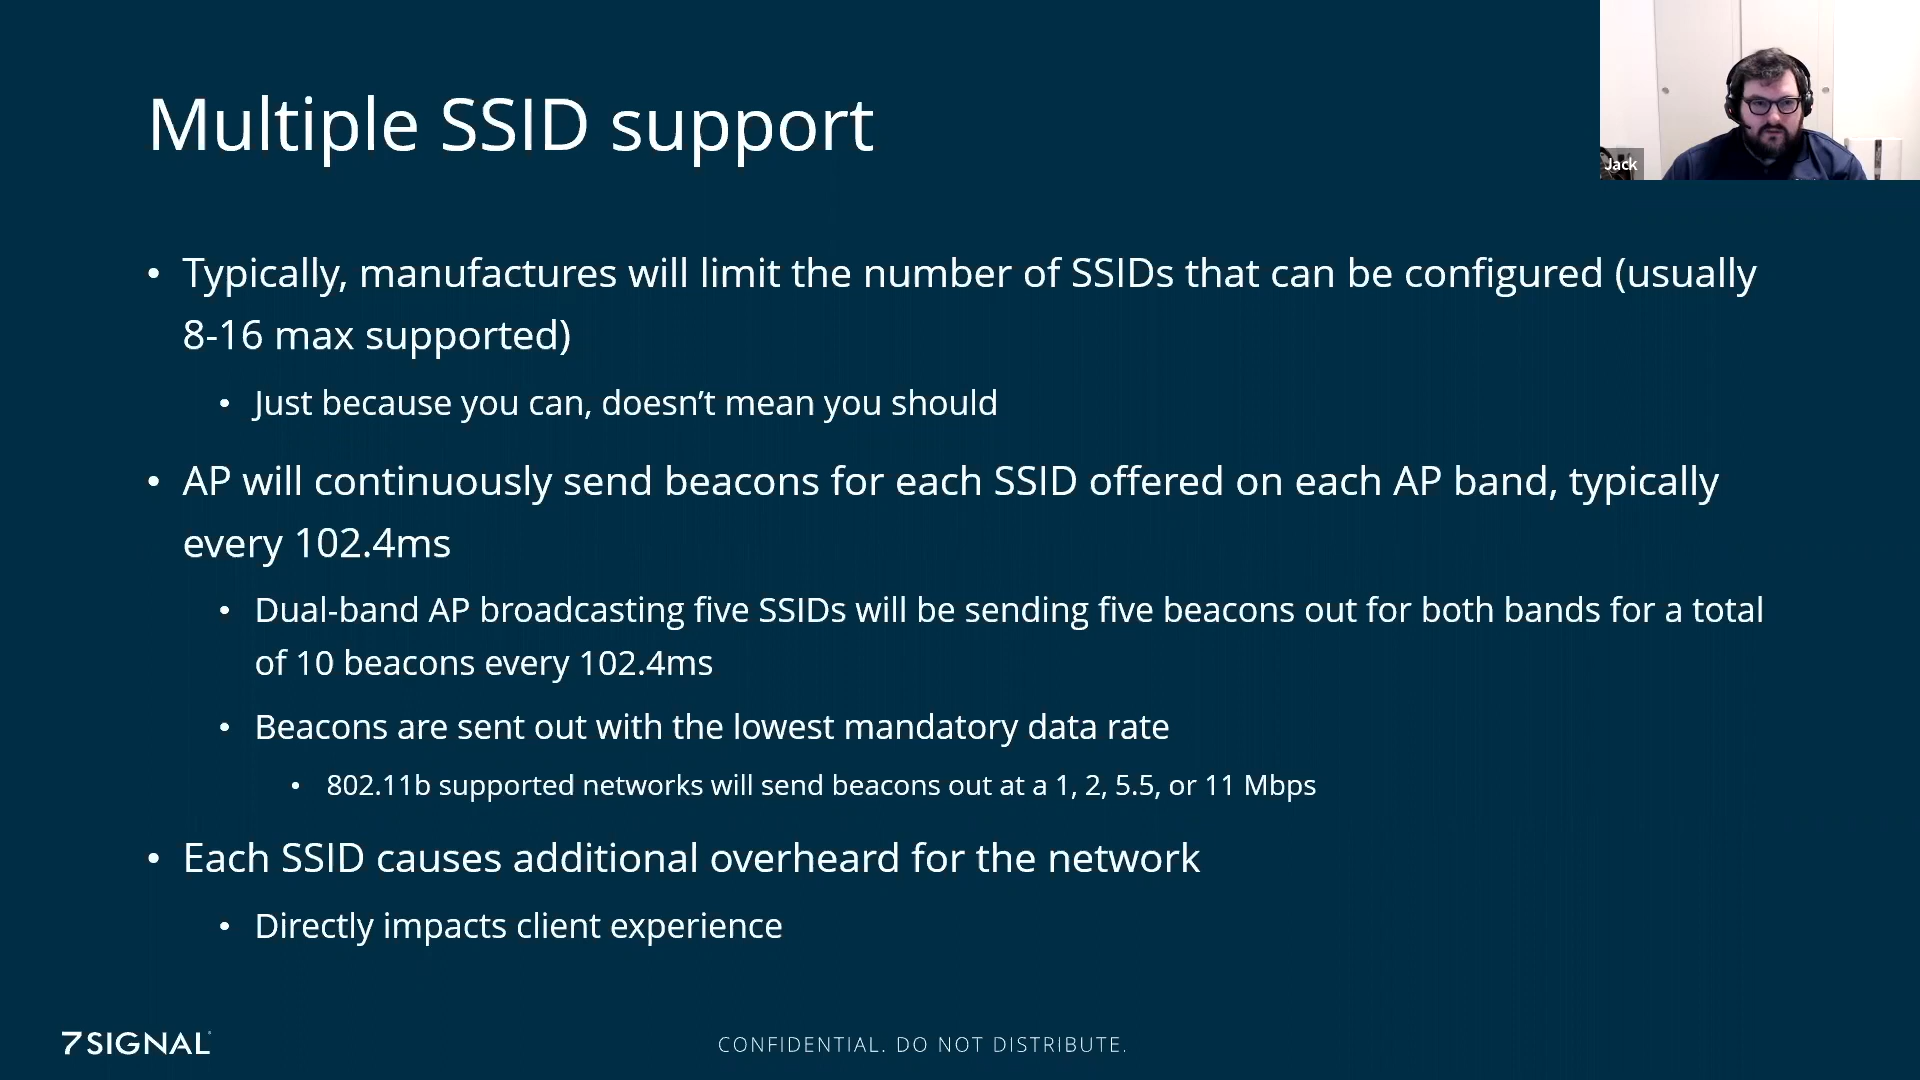 Multiple SSID support
Jack
• Typically, manufactures will limit the number of SSIDs that can be configured (usually
8-16 max supported)
• Just because you can, doesn’t mean you should
• AP will continuously send beacons for each SSID offered on each AP band, typically
every 102.4ms
• Dual-band AP broadcasting five SSIDs will be sending five beacons out for both bands for a total
of 10 beacons every 102.4ms
• Beacons are sent out with the lowest mandatory data rate
• 802.11b supported networks will send beacons out at a 1, 2, 5.5, or 11 Mbps
• Each SSID causes additional overheard for the network
• Directly impacts client experience
7SIGNAL
CONFIDENTIAL. DO NOT DISTRIBUTE.